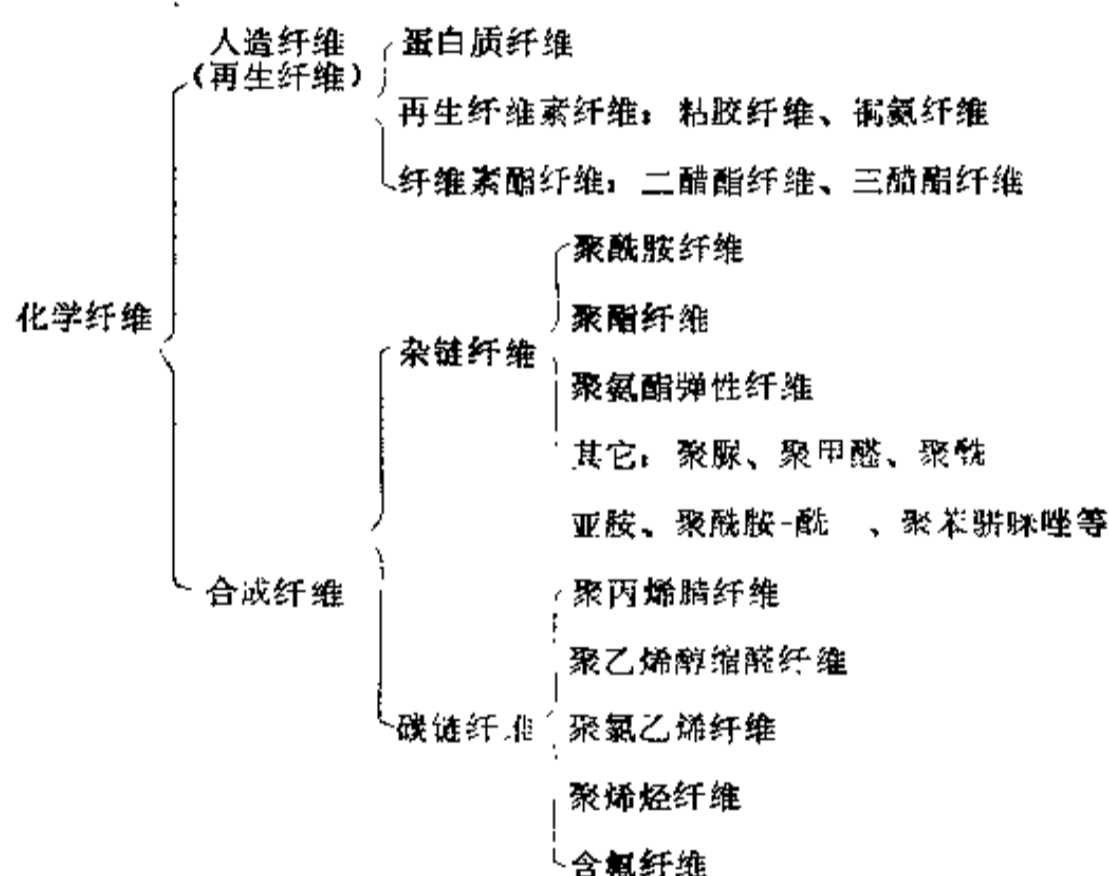 人造纤维
(再生纤维)
蛋白质纤维
再生纤维素纤维：粘胶纤维、铜氨纤维
纤维素酯纤维：二醋酯纤维、三醋酯纤维
化学纤维
合成纤维
杂链纤维
聚酰胺纤维
聚酯纤维
聚氨酯弹性纤维
其它：聚脲、聚甲醛、聚酰
亚胺、聚酰胺-酰 、聚苯骈咪唑等
碳链纤维
聚丙烯腈纤维
聚乙烯醇缩醛纤维
聚氯乙烯纤维
聚烯烃纤维
含氟纤维